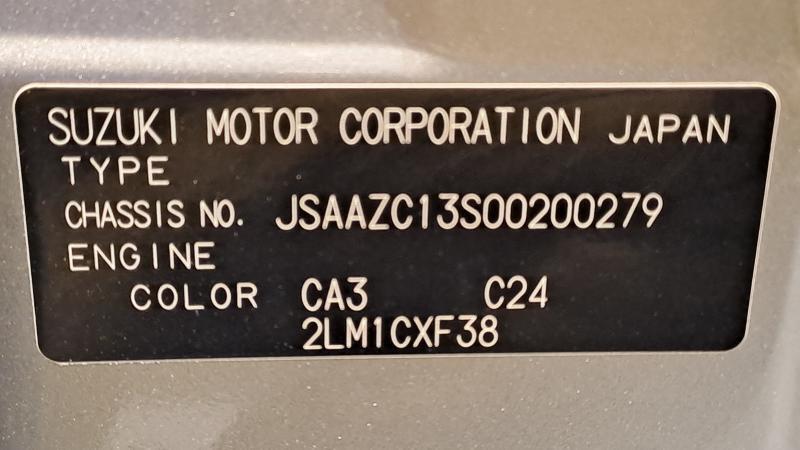 SUZUKI MOTOR CORPORATION JAPAN
TYPE
CHASSIS NO. JSAAZC13S00200279
ENGINE
COLOR CA3 C24
2LM1CXF38